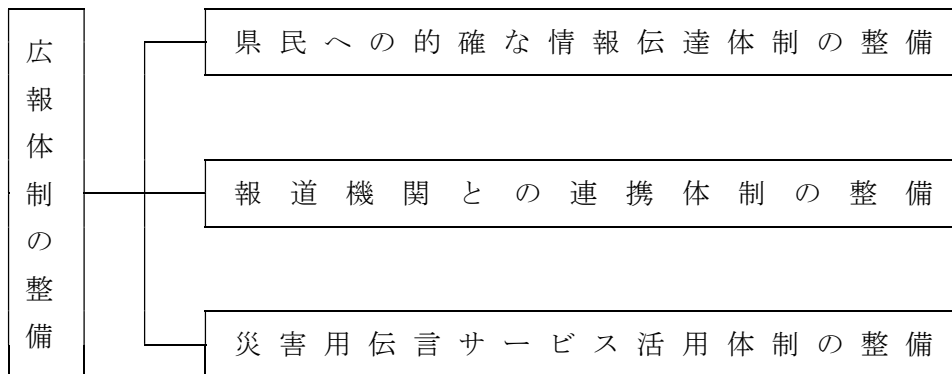 広報体制の整備
県民への的確な情報伝達体制の整備
報道機関との連携体制の整備
災害用伝言サービス活用体制の整備